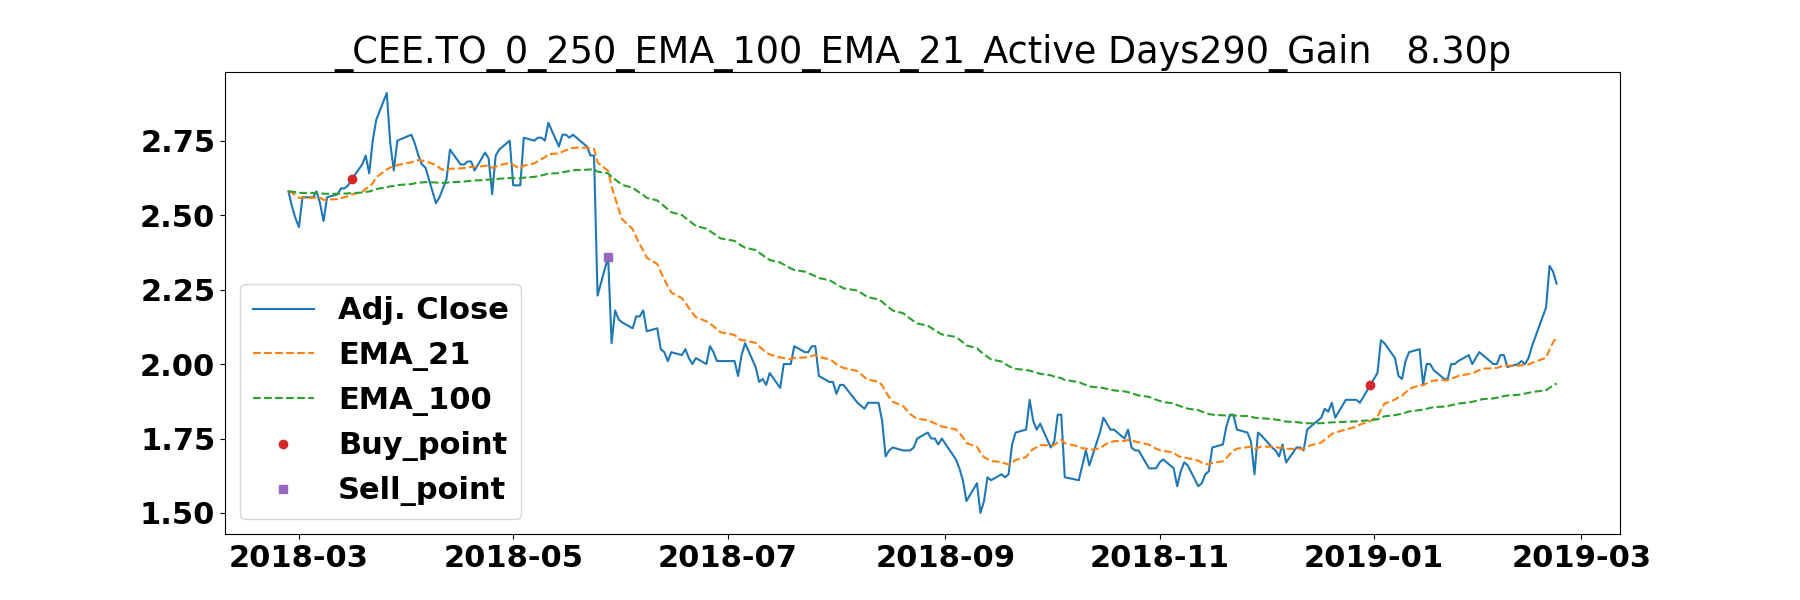 _CEE.TO_0_250_EMA_100_EMA_21_Active Days290_Gain   8.30p
2.75
2.50
2.25
2.00
1.75
1.50
Adj. Close
EMA_21
EMA_100
Buy_point
Sell_point
2018-03 2018-05 2018-07 2018-09 2018-11 2019-01 2019-03